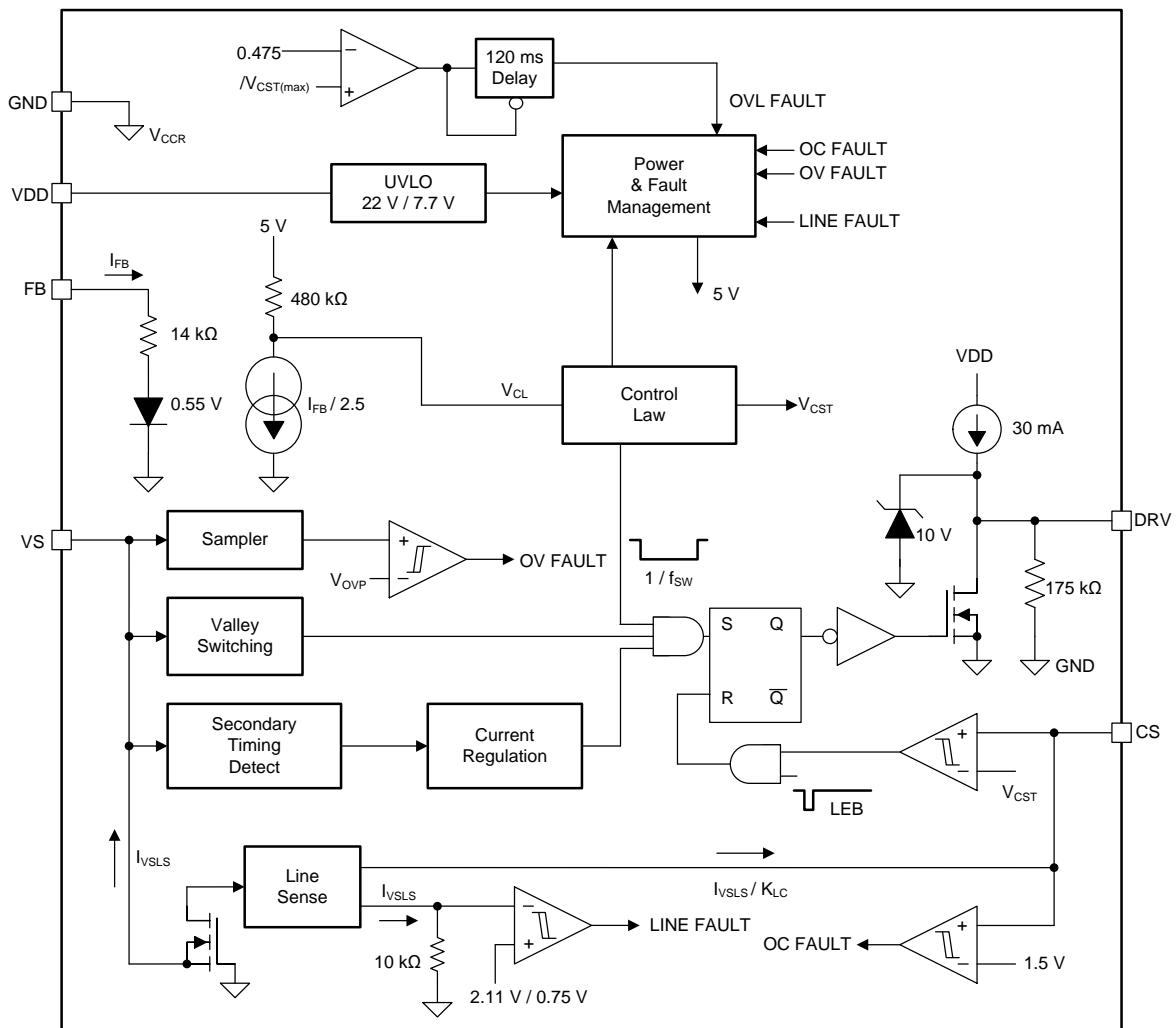 0.475
/VCST(max)
120 ms
Delay
OVL FAULT
GND
VCCR
VDD
UVLO
22 V / 7.7 V
Power
& Fault
Management
OC FAULT
OV FAULT
LINE FAULT
5 V
5 V
IFB
FB
14 kΩ
0.55 V
480 kΩ
IFB / 2.5
VCL
Control
Law
VCST
VDD
30 mA
10 V
DRV
175 kΩ
GND
VS
Sampler
VOVP
OV FAULT
1 / fSW
Valley
Switching
S
Q
R
Q
Secondary
Timing
Detect
Current
Regulation
LEB
VCST
CS
IVSLS
Line
Sense
IVSLS
IVSLS / KLC
10 kΩ
2.11 V / 0.75 V
LINE FAULT
OC FAULT
1.5 V